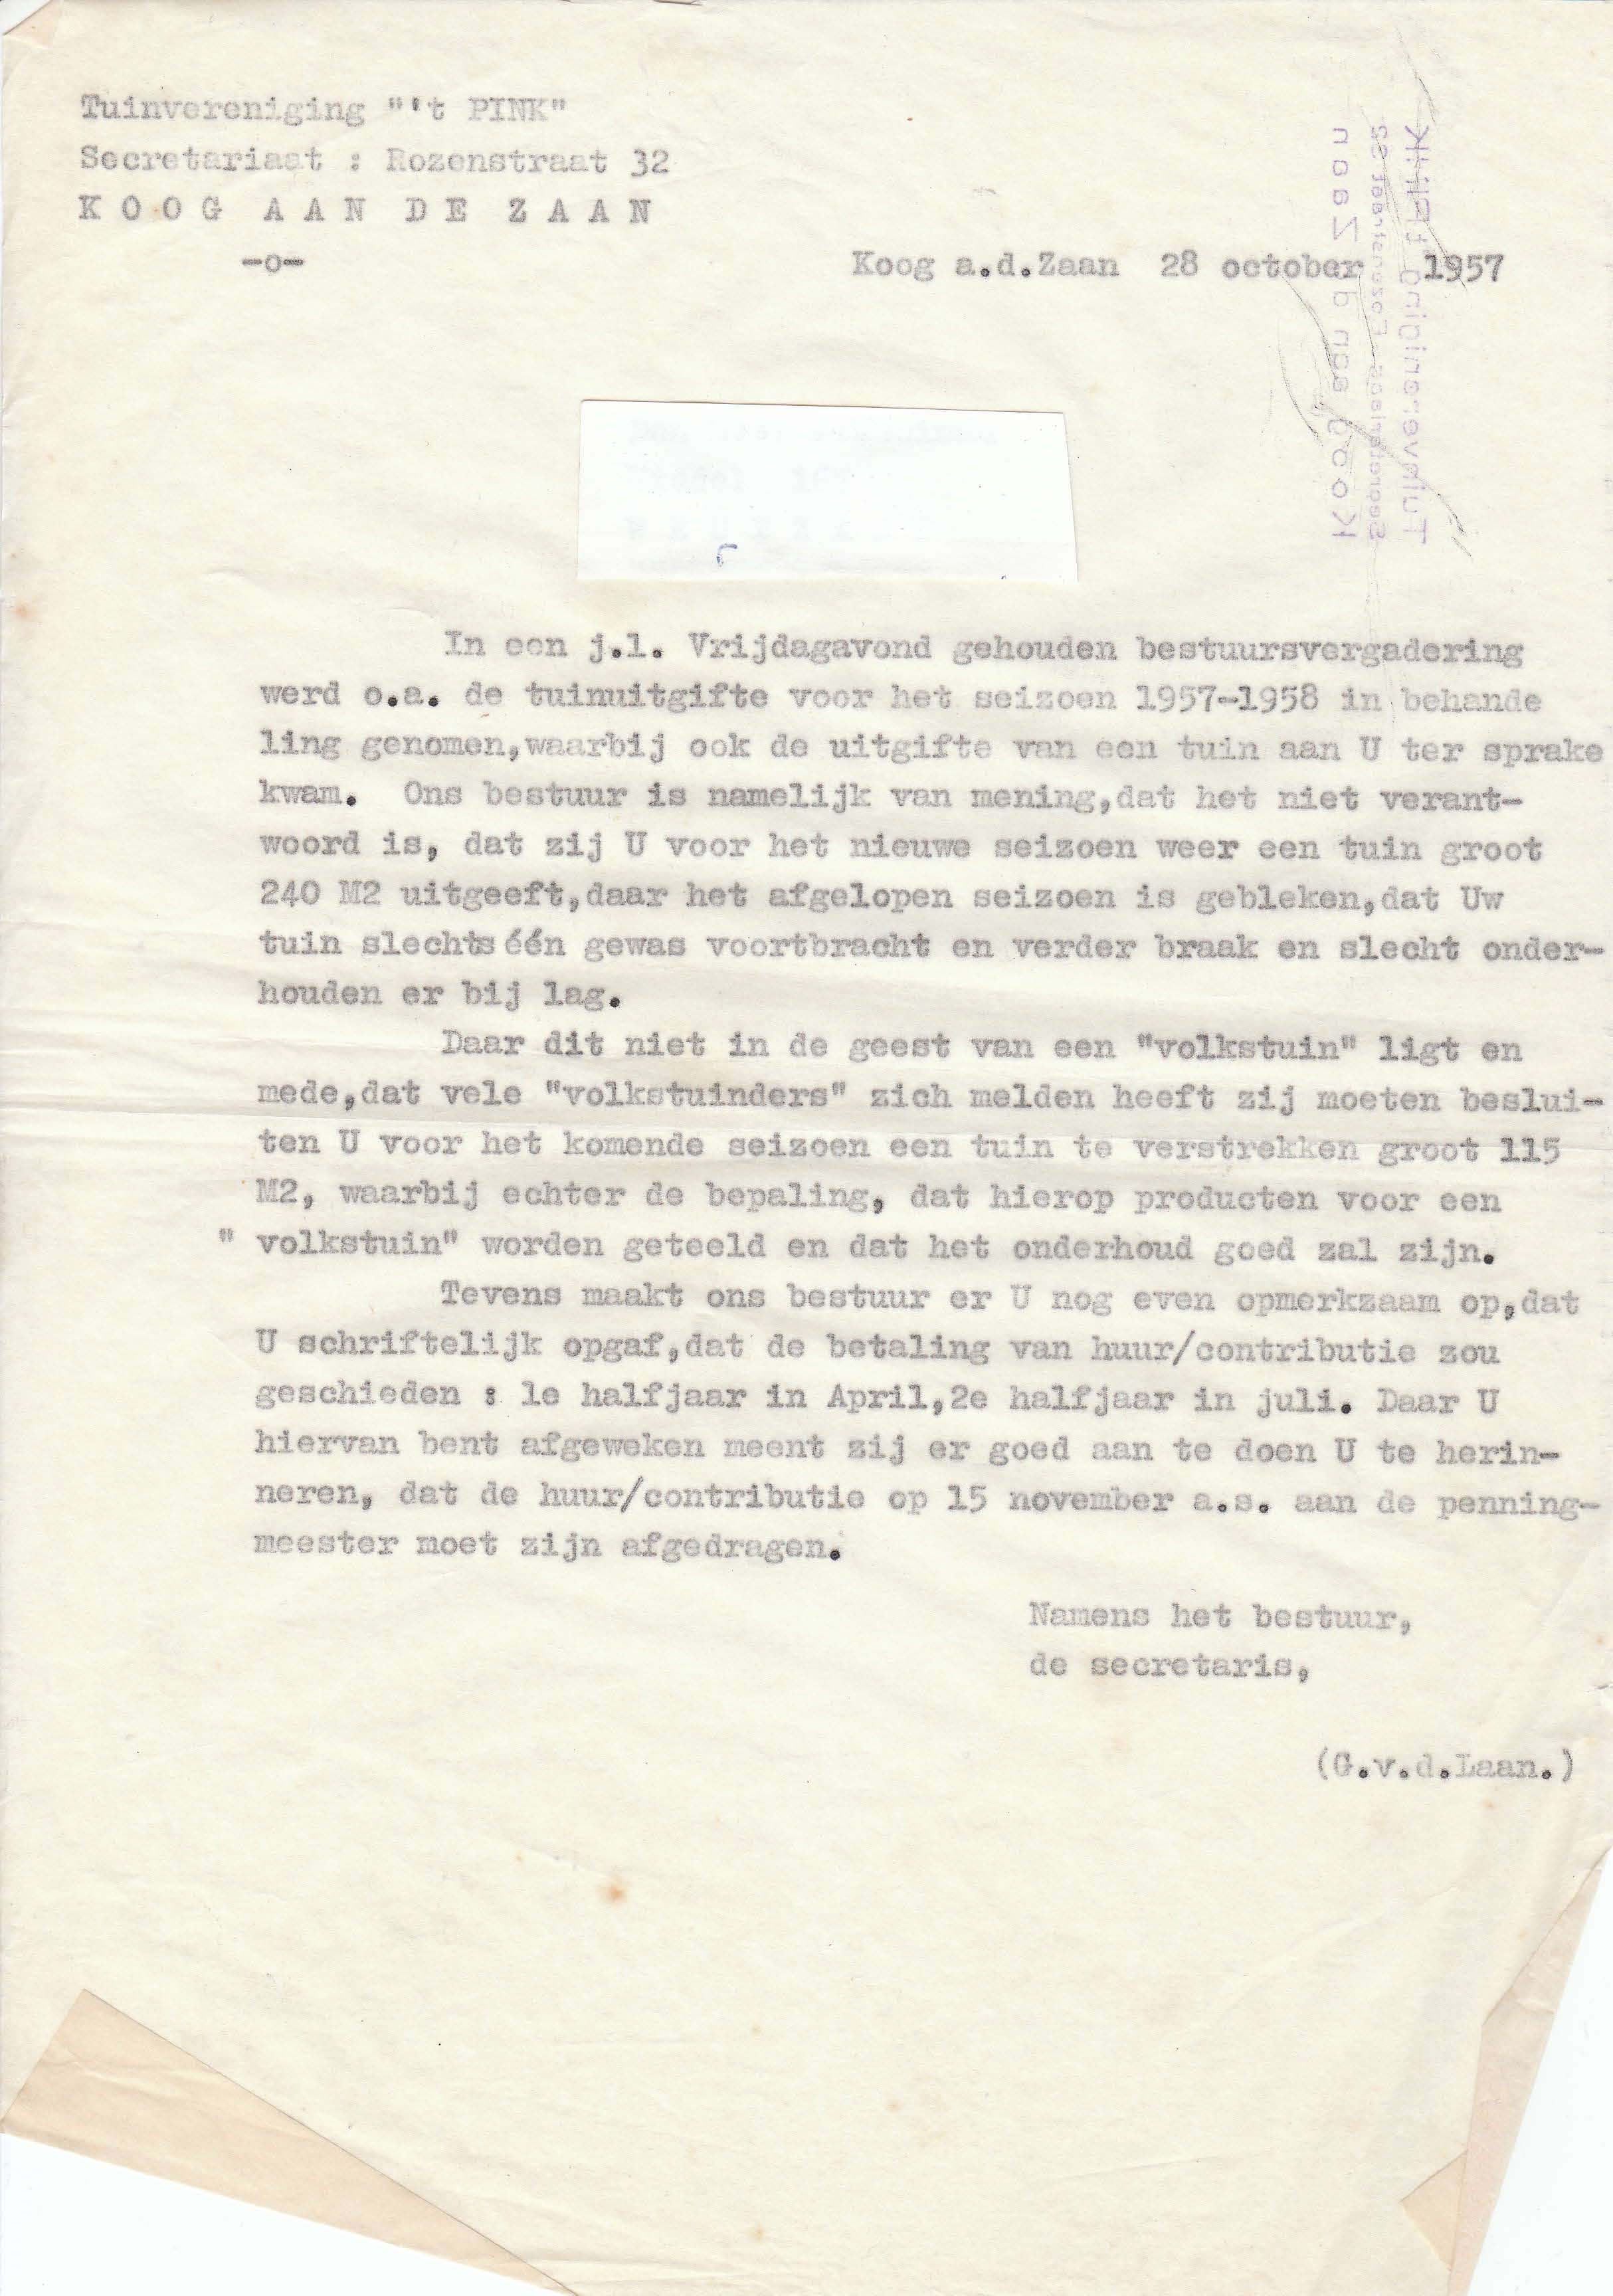 Tuinvereniging "'t PINK"
Secretariaat : Rozenstraat 32
K O O G  A A N  D E  Z A A N
-o-
Koog a.d.Zaan 28 october 1957
In een j.l. Vrijdagavond gehouden bestuursvergadering
werd o.a. de tuinuitgifte voor het seizoen 1957-1958 in behande
ling genomen,waarbij ook de uitgifte van een tuin aan U ter sprake
kwam. Ons bestuur is namelijk van mening,dat het niet verant-
woord is, dat zij U voor het nieuwe seizoen weer een tuin groot
240 M2 uitgeeft,daar het afgelopen seizoen is gebleken,dat Uw
tuin slechts één gewas voortbracht en verder braak en slecht onder-
houden er bij lag.
Daar dit niet in de geest van een "volkstuin" ligt en
mede,dat vele "volkstuinders" zich melden heeft zij moeten beslui-
ten U voor het komende seizoen een tuin te verstrekken groot 115
M2, waarbij echter de bepaling, dat hierop producten voor een
" volkstuin" worden geteeld en dat het onderhoud goed zal zijn.
Tevens maakt ons bestuur er U nog even opmerkzaam op,dat
U schriftelijk opgaf,dat de betaling van huur/contributie zou
geschieden : 1e halfjaar in April,2e halfjaar in juli. Daar U
hiervan bent afgeweken meent zij er goed aan te doen U te herin-
neren, dat de huur/contributie op 15 november a.s. aan de penning-
meester moet zijn afgedragen.
Namens het bestuur,
de secretaris,
(G.v.d.Laan.)
Tuinvereniging 't PINK
Koog aan d Zaan